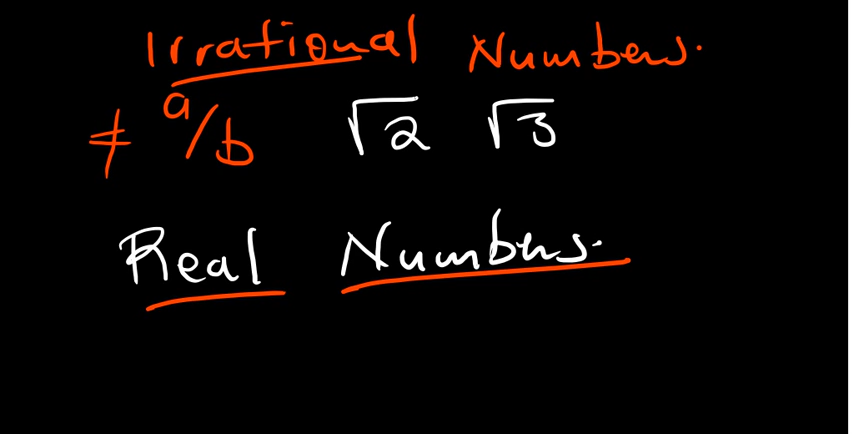 Irrational Numbers.
≠ a/b √2 √3
Real Numbers.